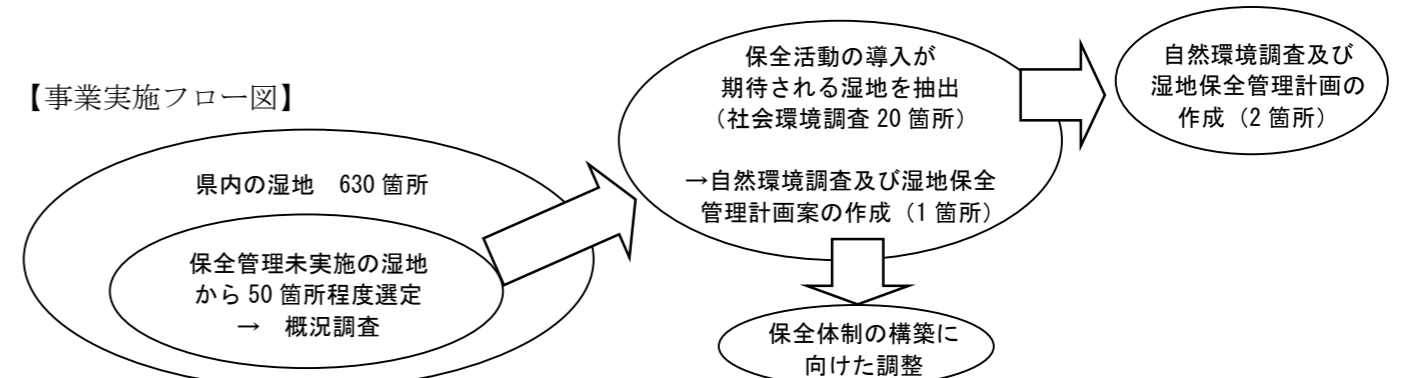 【事業実施フロー図】
県内の湿地　630 箇所
保全管理未実施の湿地
から 50 箇所程度選定
→　概況調査
保全活動の導入が
期待される湿地を抽出
（社会環境調査 20 箇所）
→自然環境調査及び湿地保全
管理計画案の作成（1 箇所）
保全体制の構築に
向けた調整
自然環境調査及び
湿地保全管理計画の
作成（2 箇所）